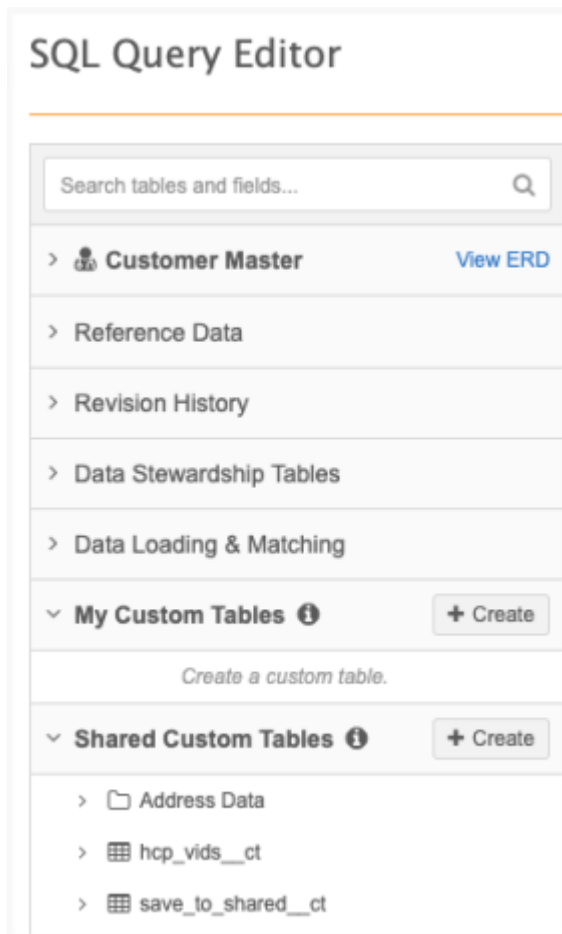 SQL Query Editor
Search tables and fields...
Customer Master View ERD
Reference Data
Revision History
Data Stewardship Tables
Data Loading & Matching
My Custom Tables + Create
Create a custom table.
Shared Custom Tables + Create
Address Data
hcp_vids__ct
save_to_shared__ct